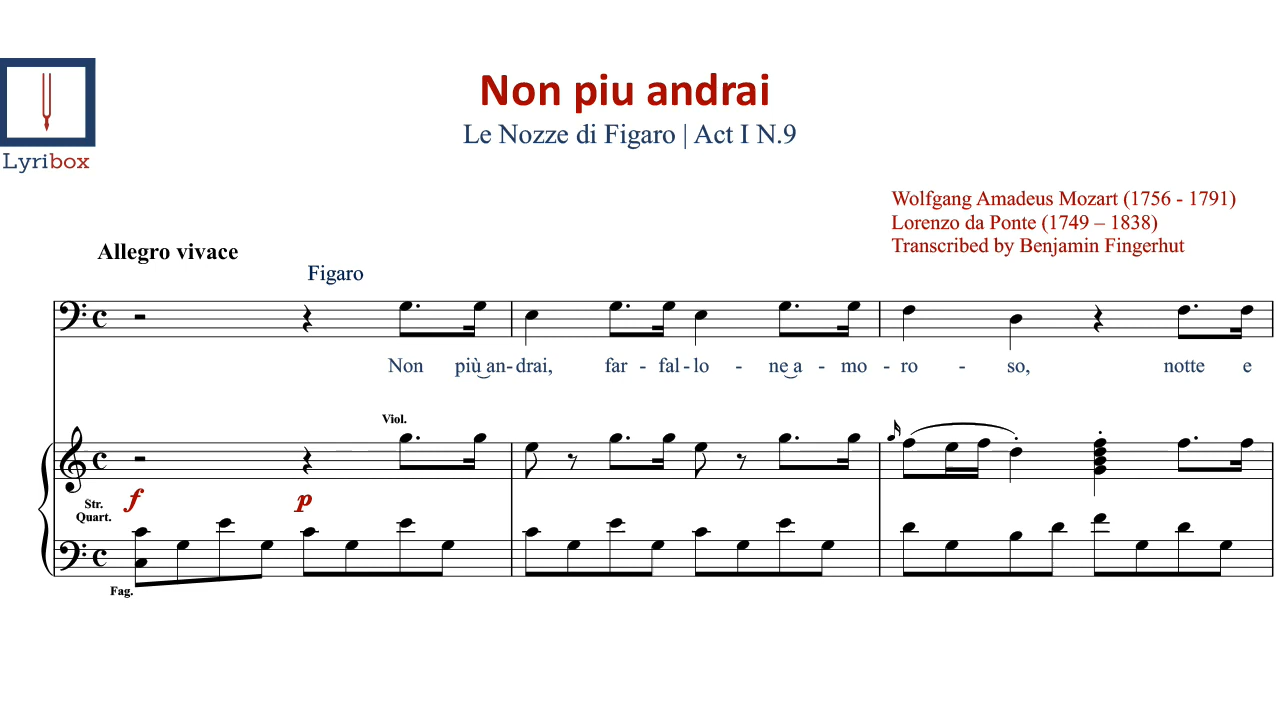 Non piu andrai
Le Nozze di Figaro | Act I N.9
Lyribox
Wolfgang Amadeus Mozart (1756 - 1791)
Lorenzo da Ponte (1749 – 1838)
Transcribed by Benjamin Fingerhut
Allegro vivace
Figaro
Non più‿an-drai, far - fal-lo - ne‿a - mo - ro - so, notte e
Viol.
f p
Str.
Quart.
Fag.